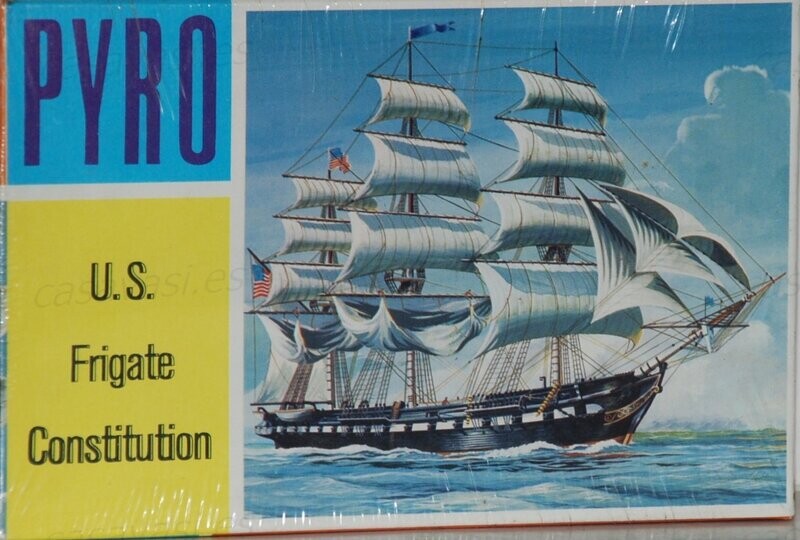 PYRO
U.S.
Frigate
Constitution